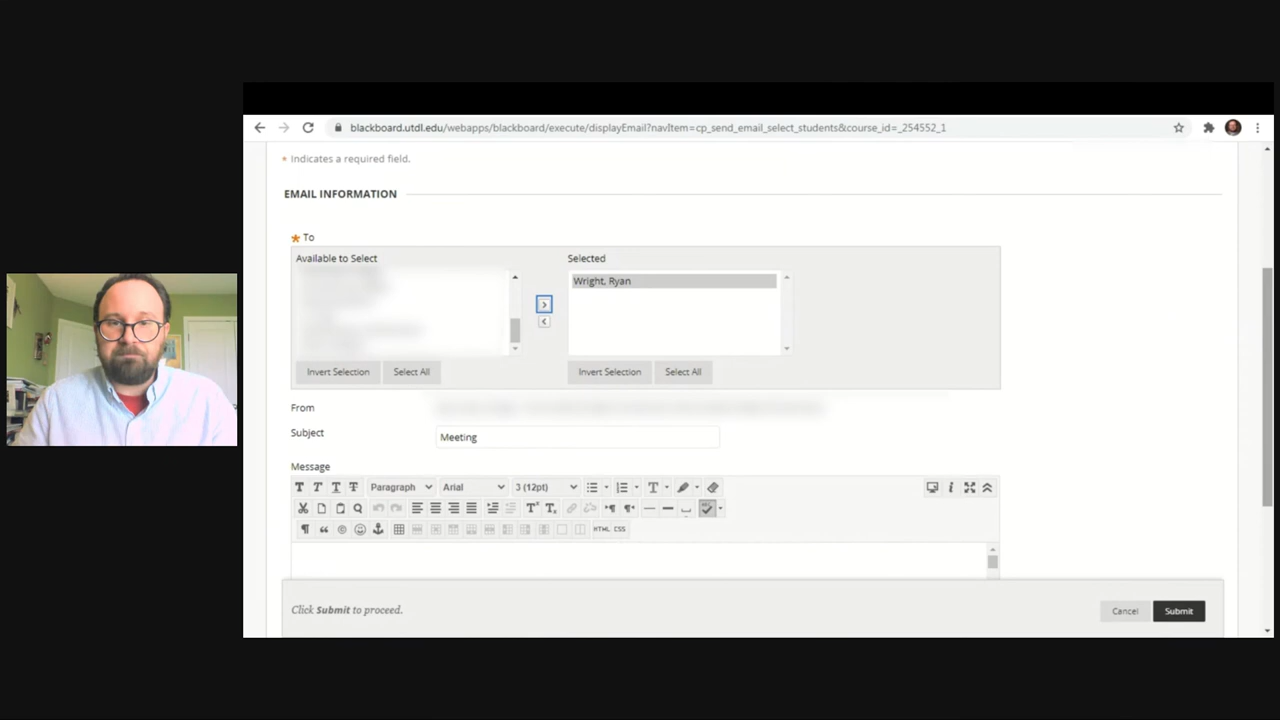 blackboard.utdl.edu/webapps/blackboard/execute/displayEmail?navItem=cp_send_email_select_students&course_id=_254552_1
* Indicates a required field.
EMAIL INFORMATION
* To
Available to Select
Selected
Wright, Ryan
Invert Selection
Select All
Invert Selection
Select All
From
Subject
Meeting
Message
T T T T Paragraph Arial 3 (12pt) T
HTML CSS
Click Submit to proceed.
Cancel
Submit